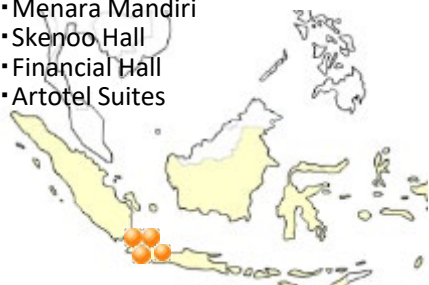 ▪Menara Mandiri
▪Skenoo Hall
▪Financial Hall
▪Artotel Suites